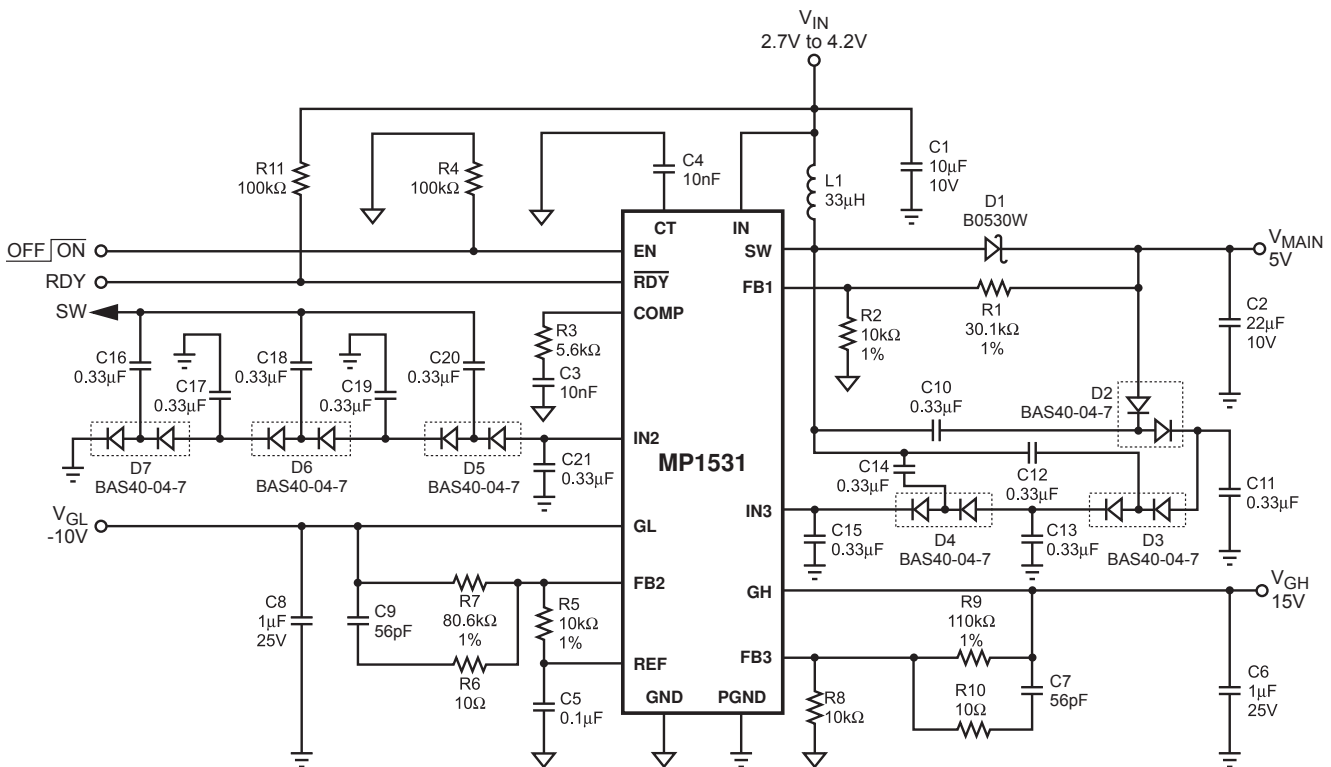 VIN
2.7V to 4.2V
R11
100kΩ
R4
100kΩ
C4
10nF
C1
10µF
10V
L1
33µH
D1
B0530W
CT
IN
OFF ON
EN
SW
VMAIN
5V
RDY
RDY
FB1
SW
COMP
R3
5.6kΩ
R2
10kΩ
1%
R1
30.1kΩ
1%
C2
22µF
10V
C16
0.33µF
C17
0.33µF
C18
0.33µF
C19
0.33µF
C20
0.33µF
C3
10nF
C10
0.33µF
D2
BAS40-04-7
IN2
MP1531
D7
BAS40-04-7
D6
BAS40-04-7
D5
BAS40-04-7
C21
0.33µF
C14
0.33µF
C12
0.33µF
C11
0.33µF
IN3
VGL
-10V
GL
C15
0.33µF
D4
BAS40-04-7
C13
0.33µF
D3
BAS40-04-7
FB2
GH
VGH
15V
C8
1µF
25V
C9
56pF
R7
80.6kΩ
1%
R5
10kΩ
1%
R9
110kΩ
1%
REF
FB3
R6
10Ω
C5
0.1µF
GND
PGND
R8
10kΩ
R10
10Ω
C7
56pF
C6
1µF
25V